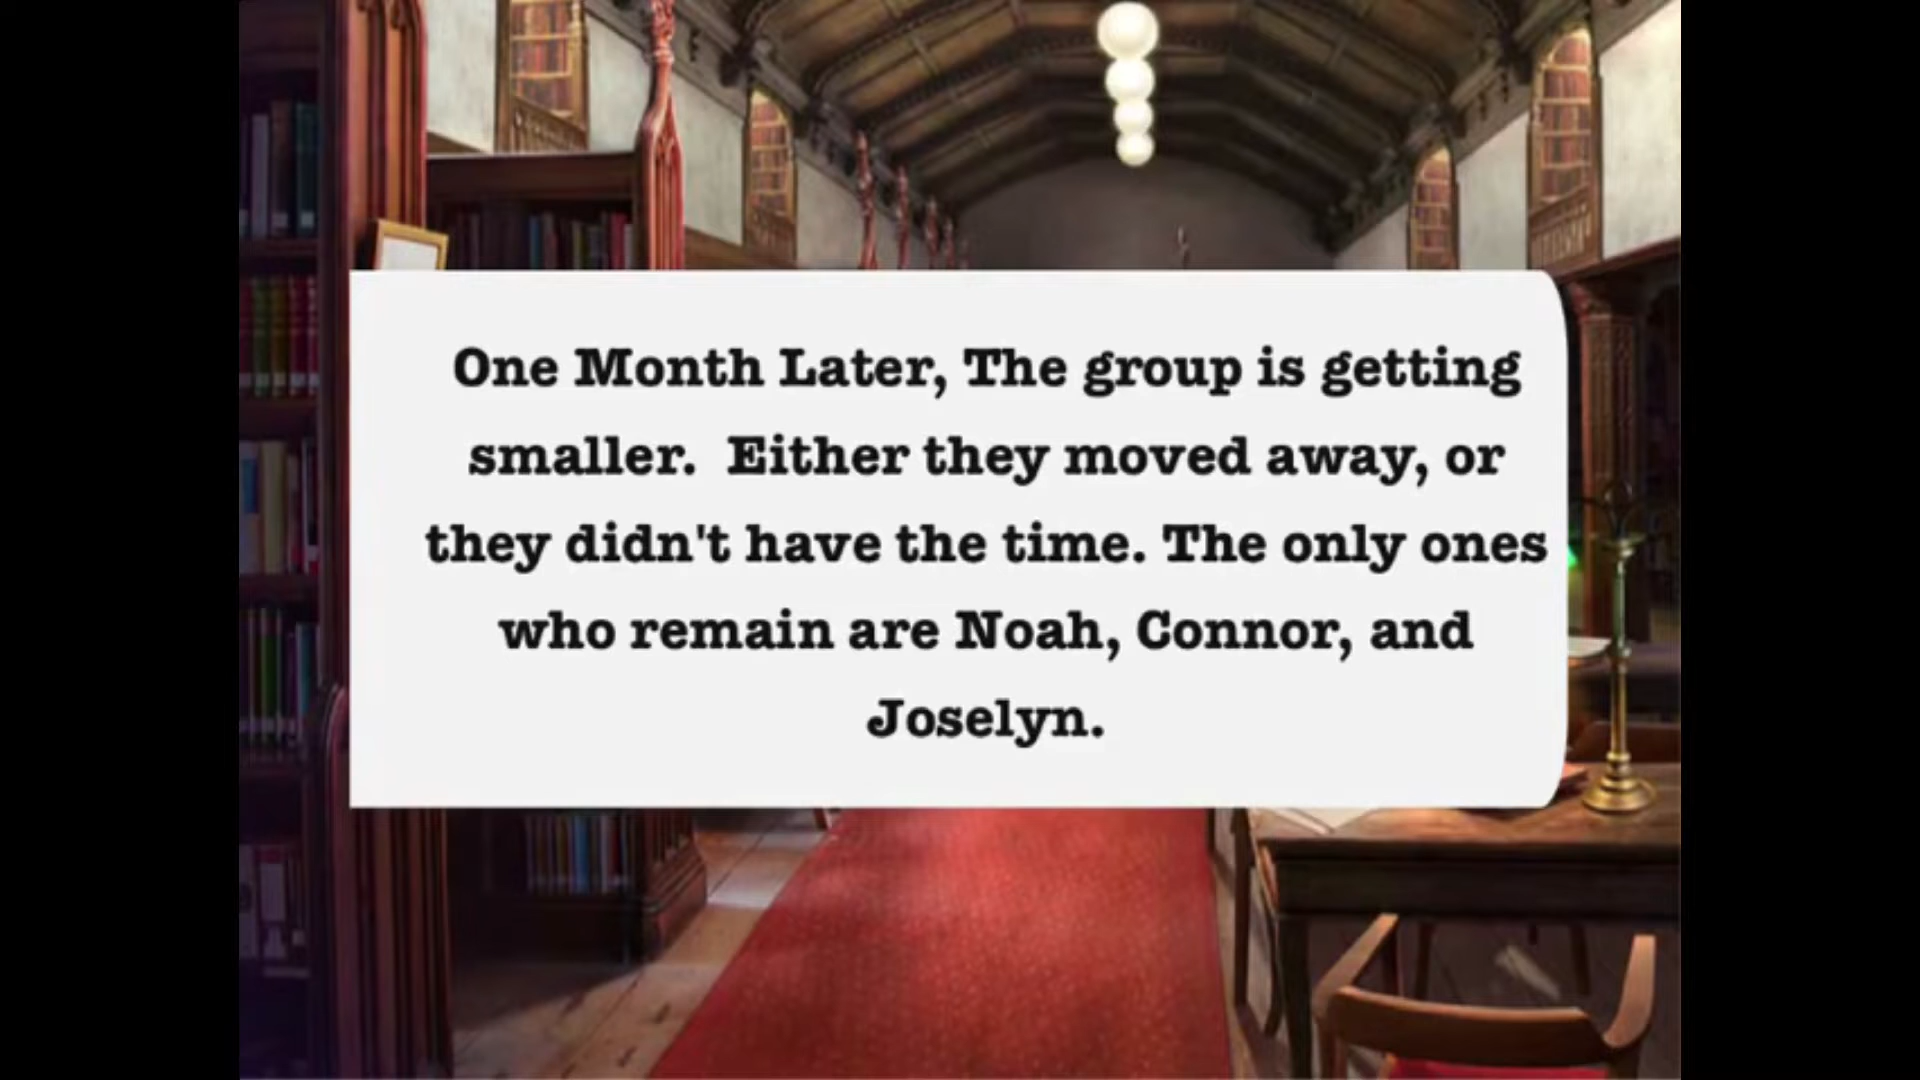 One Month Later, The group is getting
smaller.  Either they moved away, or
they didn't have the time. The only ones
who remain are Noah, Connor, and
Joselyn.